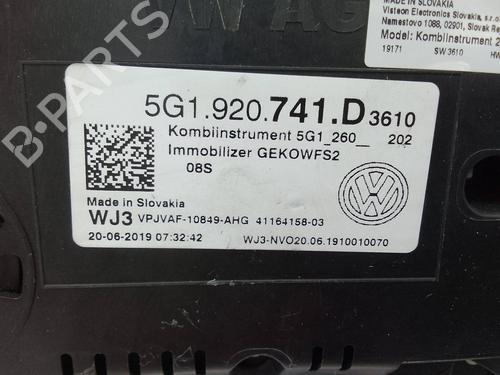 MADE IN SLOVAKIA
Visteon Electronics Slovakia, s.r.o.
Namestovo 1088, 02901, Slovak Re
Model: Kombiinstrument 2
19171 SW 3610 HW
5G1.920.741.D 3610
Kombiinstrument 5G1_260__ 202
Immobilizer GEKOWFS2
08S
Made in Slovakia
WJ3 VPJVAF-10849-AHG 41164158-03
20-06-2019 07:32:42 WJ3-NVO20.06.1910010070